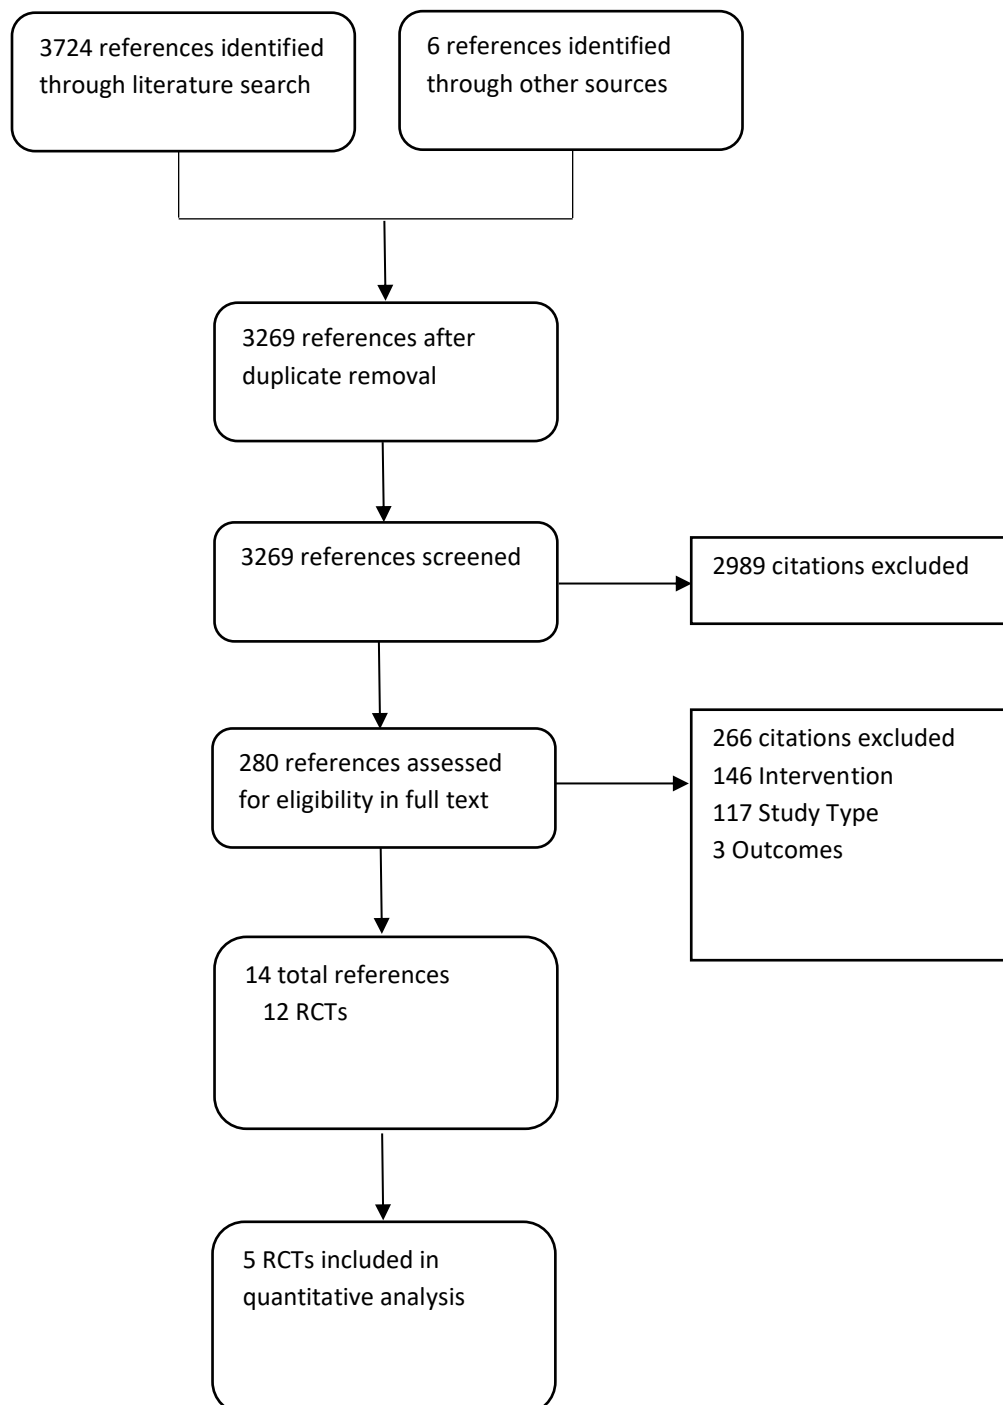 3724 references identified
through literature search
6 references identified
through other sources
3269 references after
duplicate removal
3269 references screened
2989 citations excluded
280 references assessed
for eligibility in full text
266 citations excluded
146 Intervention
117 Study Type
3 Outcomes
14 total references
12 RCTs
5 RCTs included in
quantitative analysis